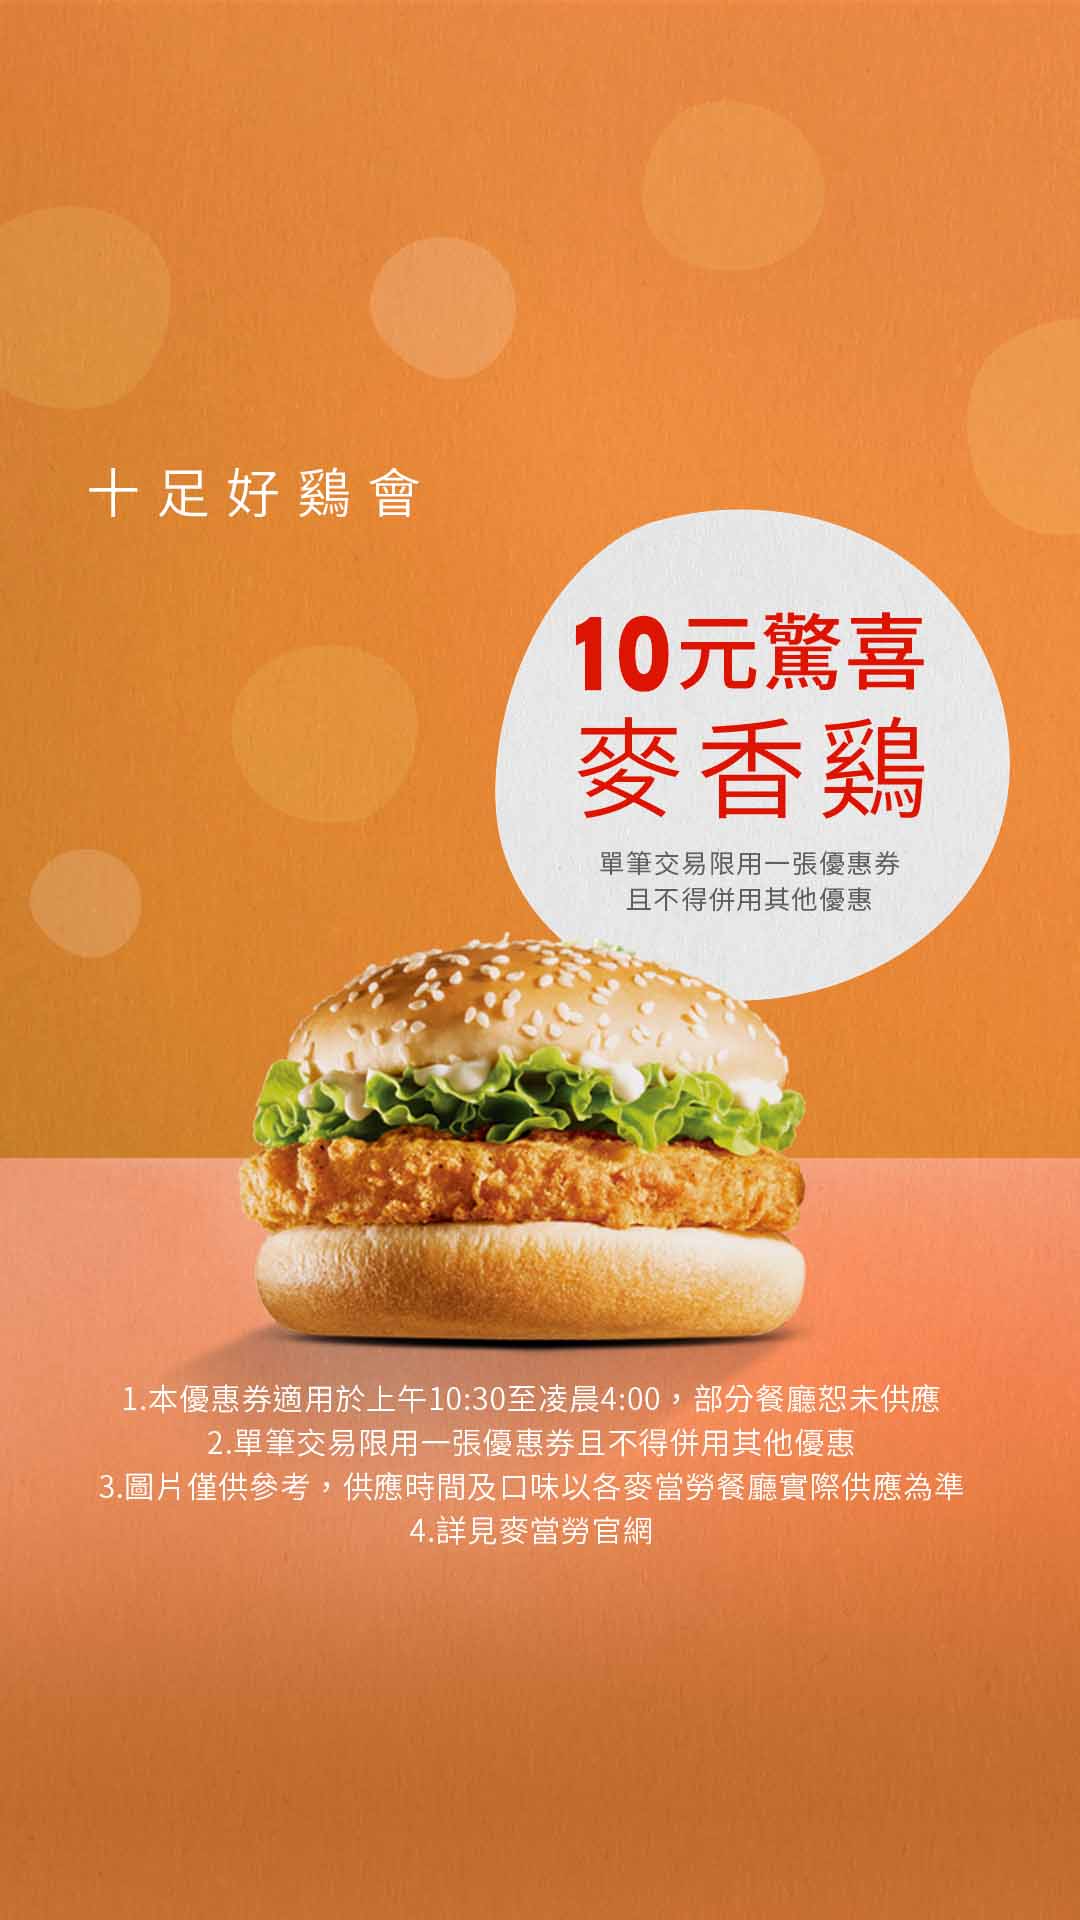 十足好鷄會
10元驚喜
麥香鷄
單筆交易限用一張優惠券
且不得併用其他優惠
1.本優惠券適用於上午10:30至凌晨4:00，部分餐廳恕未供應
2.單筆交易限用一張優惠券且不得併用其他優惠
3.圖片僅供參考，供應時間及口味以各麥當勞餐廳實際供應為準
4.詳見麥當勞官網